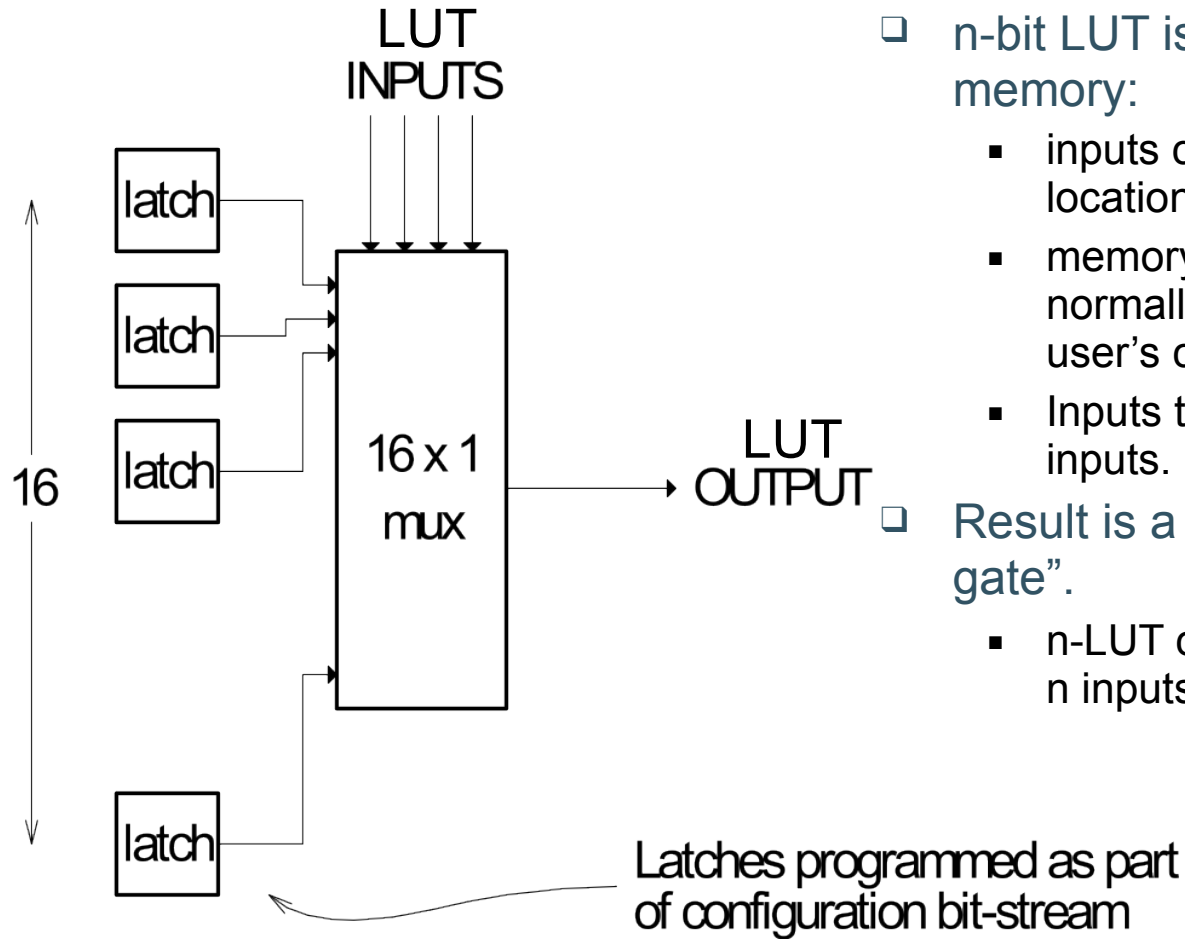 LUT
INPUTS
latch
latch
latch
latch
16
16 x 1
mux
LUT
OUTPUT
Latches programmed as part
of configuration bit-stream
❑ n-bit LUT is
memory:
▪ inputs
location
▪ memory
user's
▪ Inputs
inputs.
❑ Result is a
gate”.
▪ n-LUT
n inputs